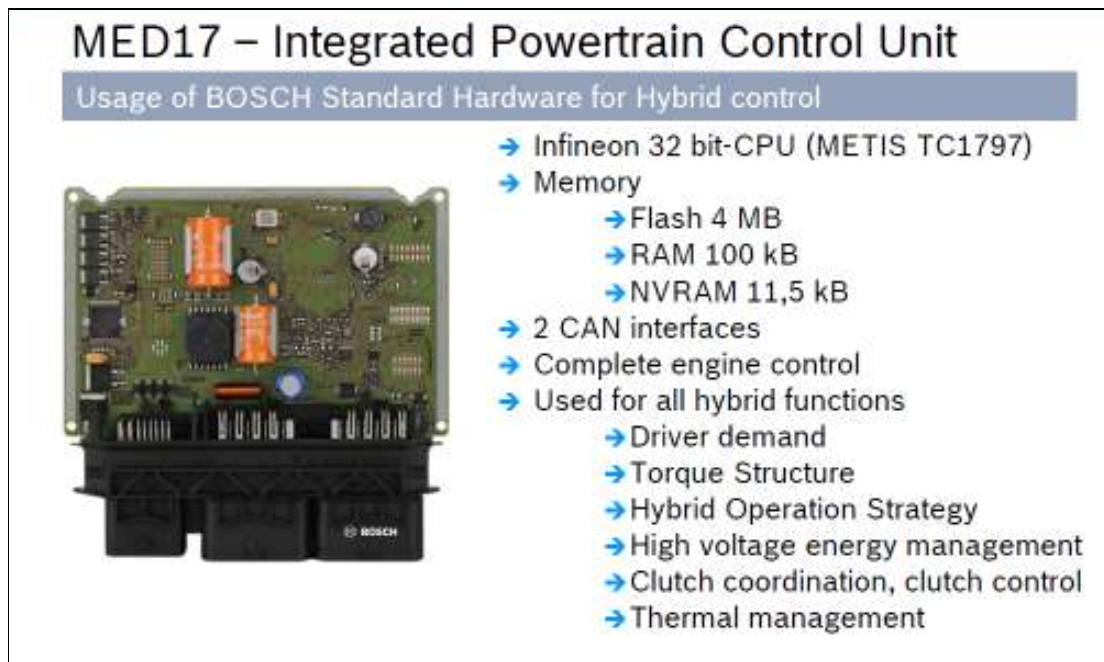 MED17 – Integrated Powertrain Control Unit
Usage of BOSCH Standard Hardware for Hybrid control
→ Infineon 32 bit-CPU (METIS TC1797)
→ Memory
→ Flash 4 MB
→ RAM 100 kB
→ NVRAM 11,5 kB
→ 2 CAN interfaces
→ Complete engine control
→ Used for all hybrid functions
→ Driver demand
→ Torque Structure
→ Hybrid Operation Strategy
→ High voltage energy management
→ Clutch coordination, clutch control
→ Thermal management
BOSCH